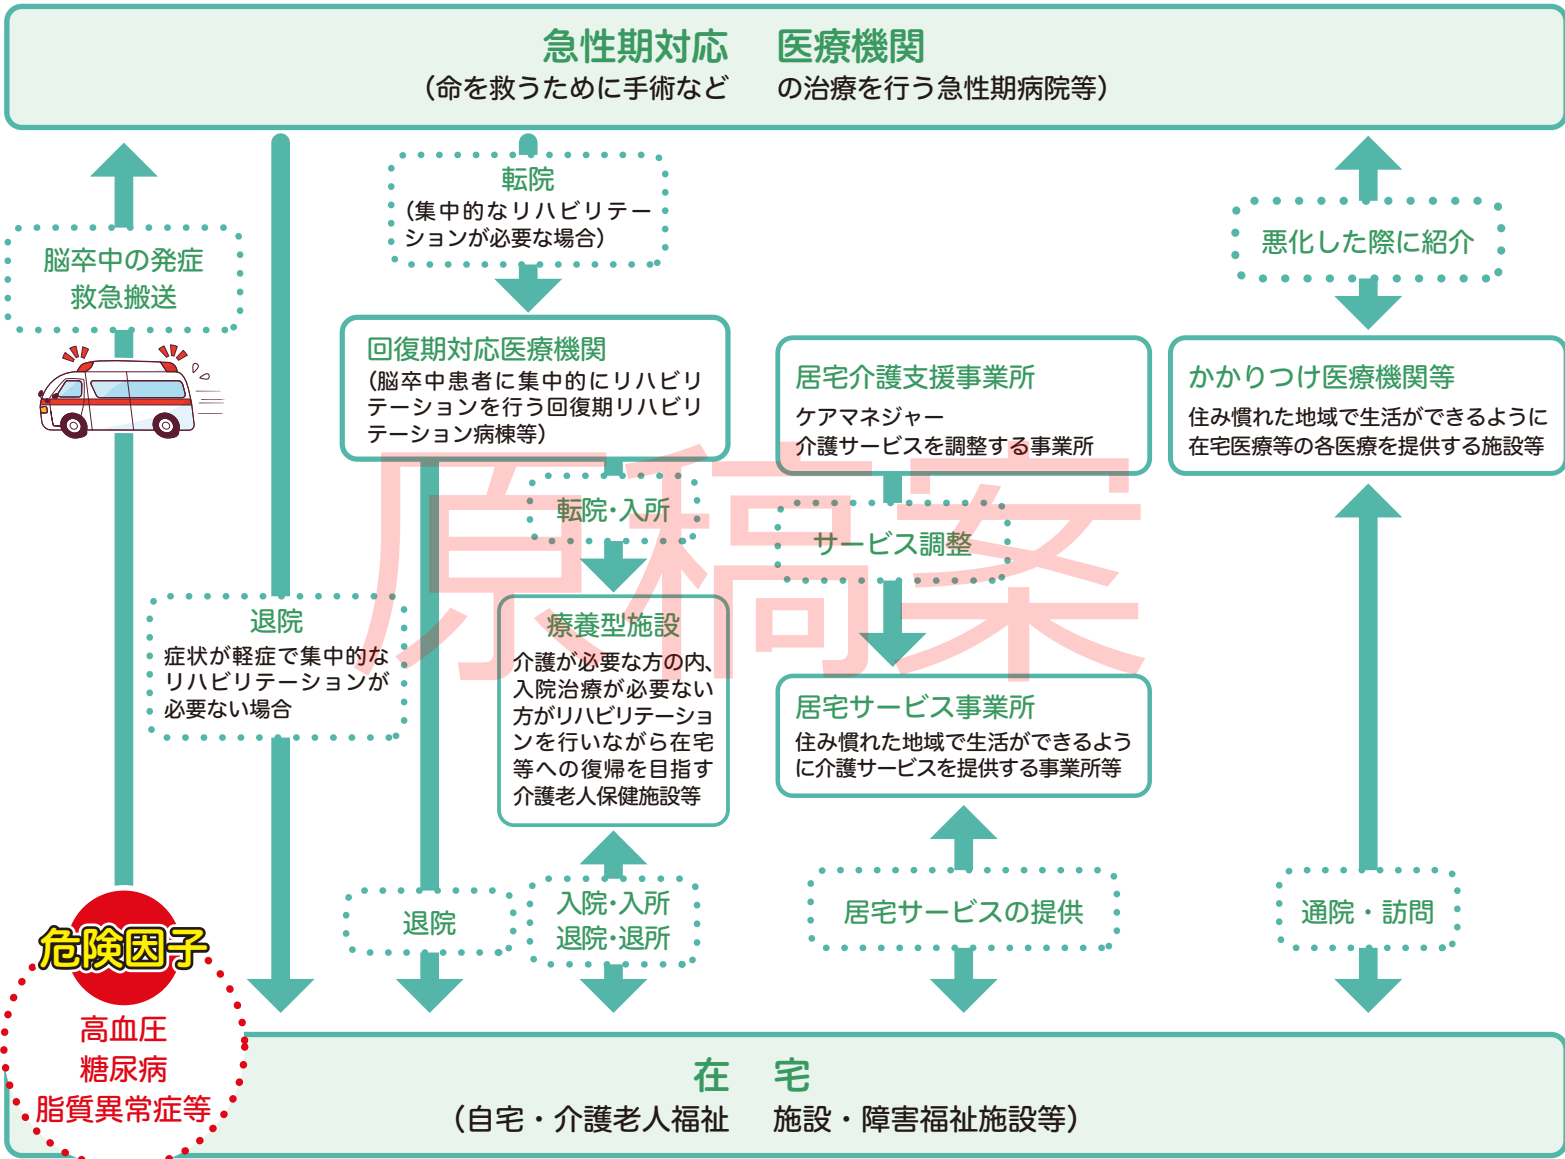 急性期対応 医療機関
（命を救うために手術など の治療を行う急性期病院等）
脳卒中の発症
救急搬送
転院
（集中的なリハビリテー
ションが必要な場合）
悪化した際に紹介
回復期対応医療機関
（脳卒中患者に集中的にリハビリ
テーションを行う回復期リハビリ
テーション病棟等）
居宅介護支援事業所
ケアマネジャー
介護サービスを調整する事業所
かかりつけ医療機関等
住み慣れた地域で生活ができるように
在宅医療等の各医療を提供する施設等
転院・入所
サービス調整
原稿案
退院
症状が軽症で集中的な
リハビリテーションが
必要ない場合
療養型施設
介護が必要な方の内、
入院治療が必要ない
方がリハビリテーショ
ンを行いながら在宅
等への復帰を目指す
介護老人保健施設等
居宅サービス事業所
住み慣れた地域で生活ができるよう
に介護サービスを提供する事業所等
退院
入院・入所
退院・退所
居宅サービスの提供
通院・訪問
危険因子
高血圧
糖尿病
脂質異常症等
在 宅
（自宅・介護老人福祉 施設・障害福祉施設等）